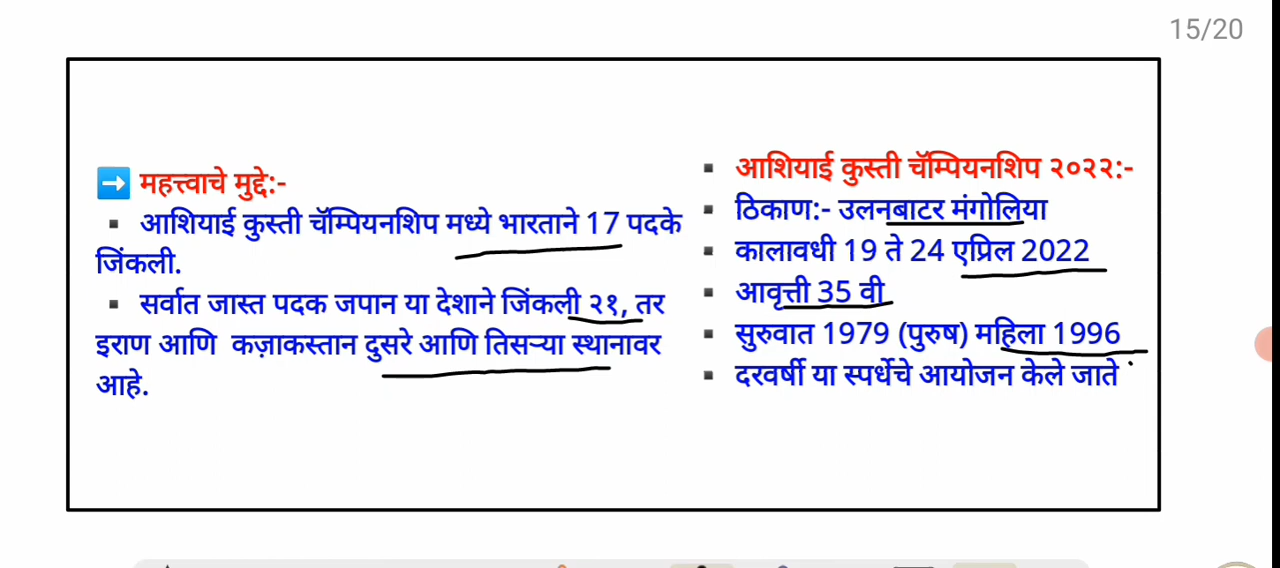 15/20
महत्त्वाचे मुद्दे:-
▪ आशियाई कुस्ती चॅम्पियनशिप मध्ये भारताने 17 पदके
जिंकली.
▪ सर्वात जास्त पदक जपान या देशाने जिंकली २१, तर
इराण आणि कज़ाकस्तान दुसरे आणि तिसऱ्या स्थानावर
आहे.
▪ आशियाई कुस्ती चॅम्पियनशिप २०२२:-
▪ ठिकाण:- उलनबाटर मंगोलिया
▪ कालावधी 19 ते 24 एप्रिल 2022
▪ आवृत्ती 35 वी
▪ सुरुवात 1979 (पुरुष) महिला 1996
▪ दरवर्षी या स्पर्धेचे आयोजन केले जाते